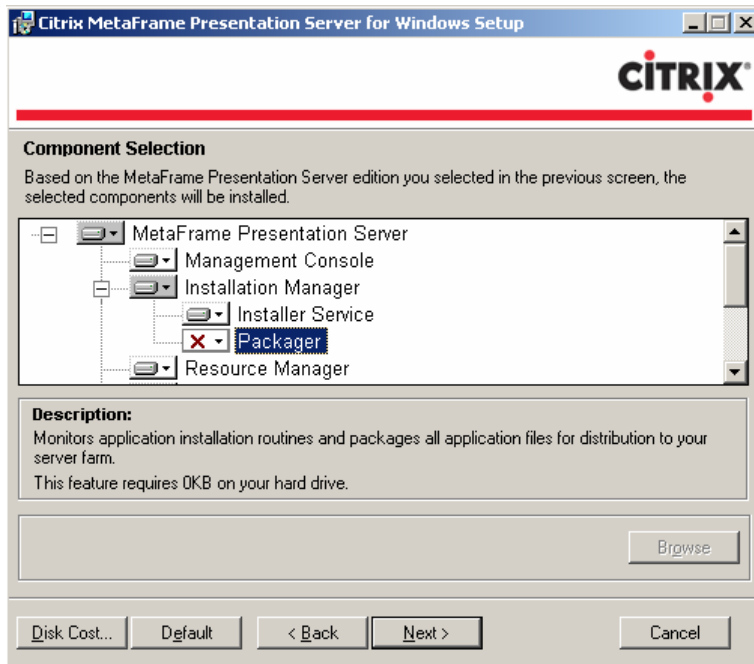 Citrix MetaFrame Presentation Server for Windows Setup
CITRIX®
Component Selection
Based on the MetaFrame Presentation Server edition you selected in the previous screen, the
selected components will be installed.
MetaFrame Presentation Server
Management Console
Installation Manager
Installer Service
Packager
Resource Manager
Description:
Monitors application installation routines and packages all application files for distribution to your
server farm.
This feature requires 0KB on your hard drive.
Browse
Disk Cost... Default < Back Next > Cancel